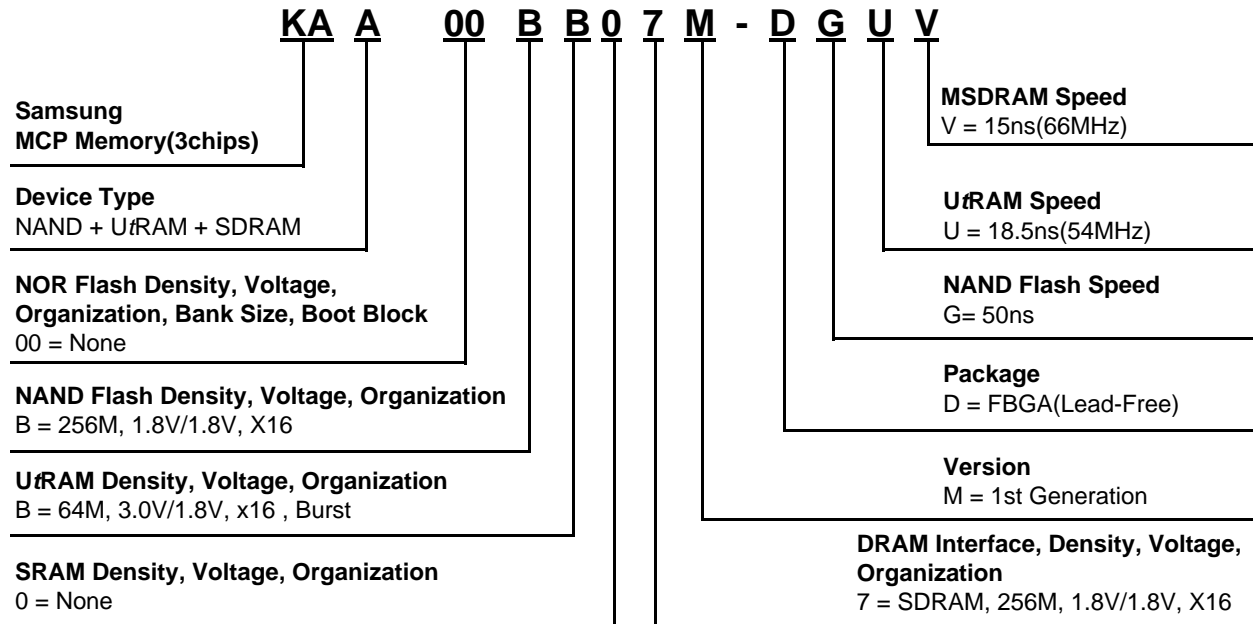 KA A 00 B B 0 7 M - D G U V
Samsung
MCP Memory(3chips)
Device Type
NAND + UtRAM + SDRAM
NOR Flash Density, Voltage,
Organization, Bank Size, Boot Block
00 = None
NAND Flash Density, Voltage, Organization
B = 256M, 1.8V/1.8V, X16
UtRAM Density, Voltage, Organization
B = 64M, 3.0V/1.8V, x16 , Burst
SRAM Density, Voltage, Organization
0 = None
MSDRAM Speed
V = 15ns(66MHz)
UtRAM Speed
U = 18.5ns(54MHz)
NAND Flash Speed
G= 50ns
Package
D = FBGA(Lead-Free)
Version
M = 1st Generation
DRAM Interface, Density, Voltage,
Organization
7 = SDRAM, 256M, 1.8V/1.8V, X16